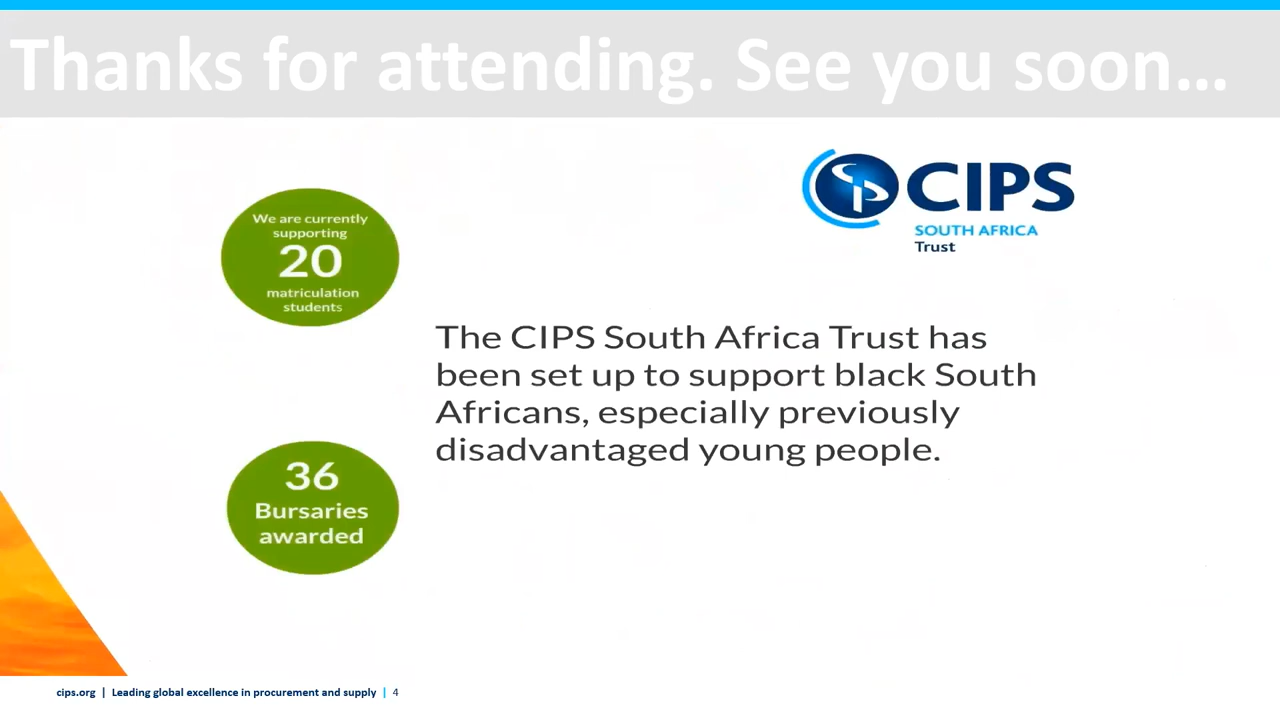 Thanks for attending. See you soon...
CIPS
SOUTH AFRICA
Trust
We are currently
supporting
20
matriculation
students
The CIPS South Africa Trust has
been set up to support black South
Africans, especially previously
disadvantaged young people.
36
Bursaries
awarded
cips.org | Leading global excellence in procurement and supply | 4